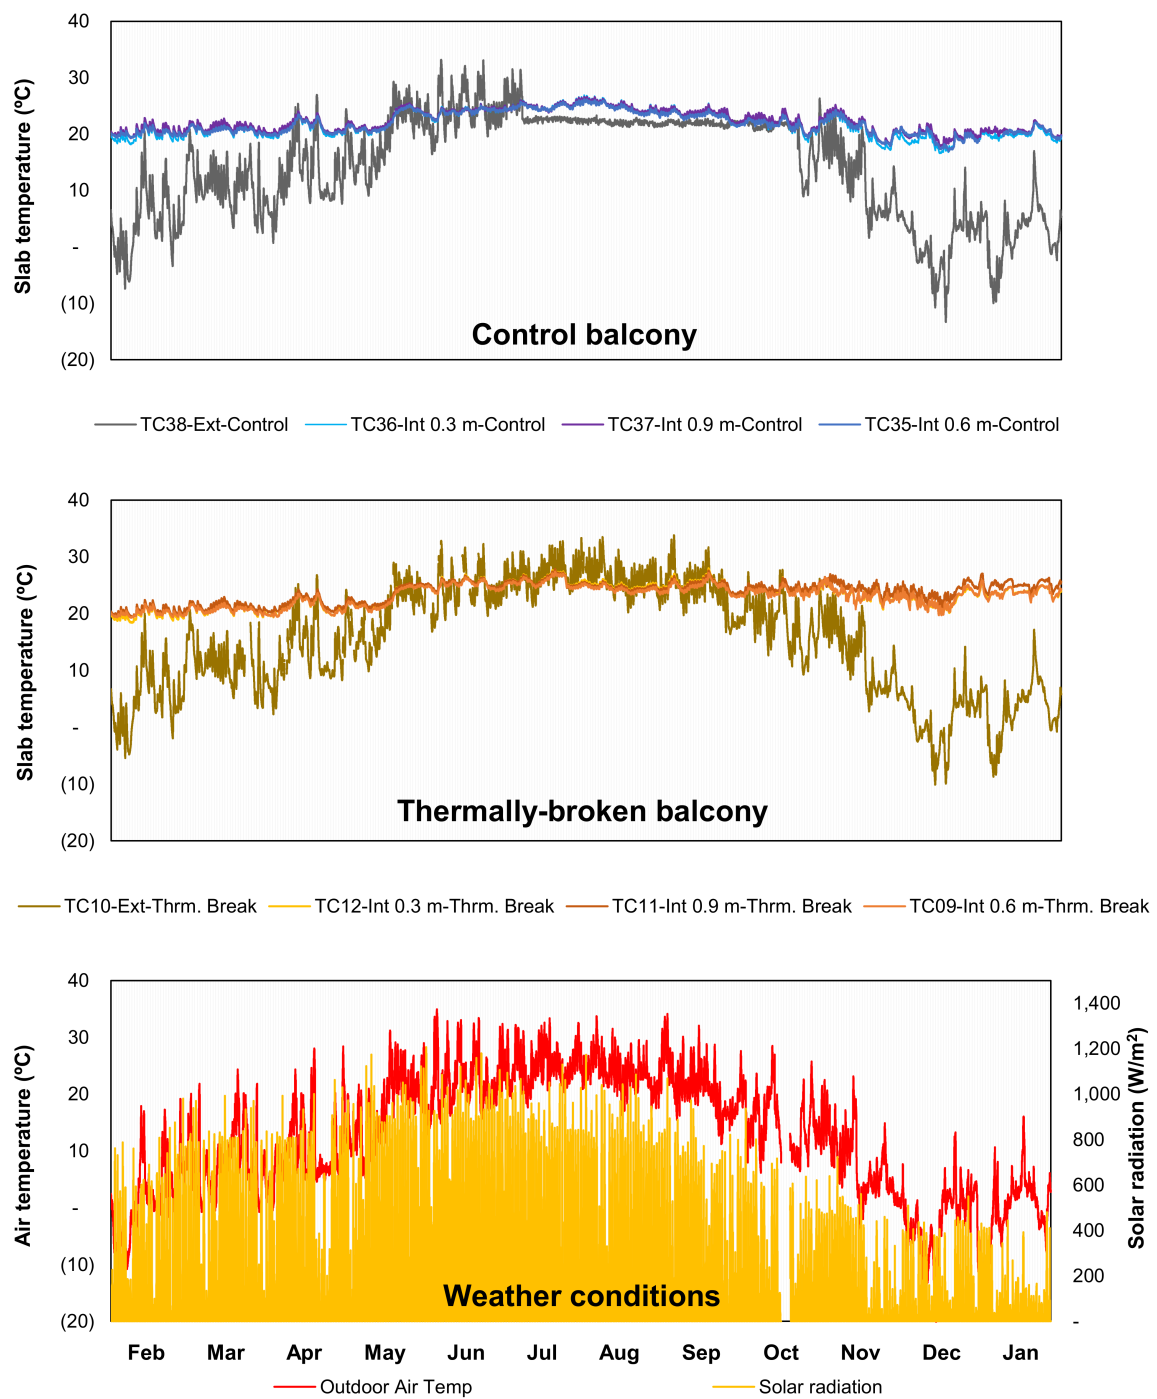 40
30
20
10
-
(10)
(20)
Slab temperature (ºC)
Control balcony
TC38-Ext-Control TC36-Int 0.3 m-Control TC37-Int 0.9 m-Control TC35-Int 0.6 m-Control
40
30
20
10
-
(10)
(20)
Slab temperature (ºC)
Thermally-broken balcony
TC10-Ext-Thrm. Break TC12-Int 0.3 m-Thrm. Break TC11-Int 0.9 m-Thrm. Break TC09-Int 0.6 m-Thrm. Break
40
30
20
10
-
(10)
(20)
Air temperature (ºC)
1,400
1,200
1,000
800
600
400
200
-
Solar radiation (W/m²)
Weather conditions
Feb Mar Apr May Jun Jul Aug Sep Oct Nov Dec Jan
Outdoor Air Temp Solar radiation